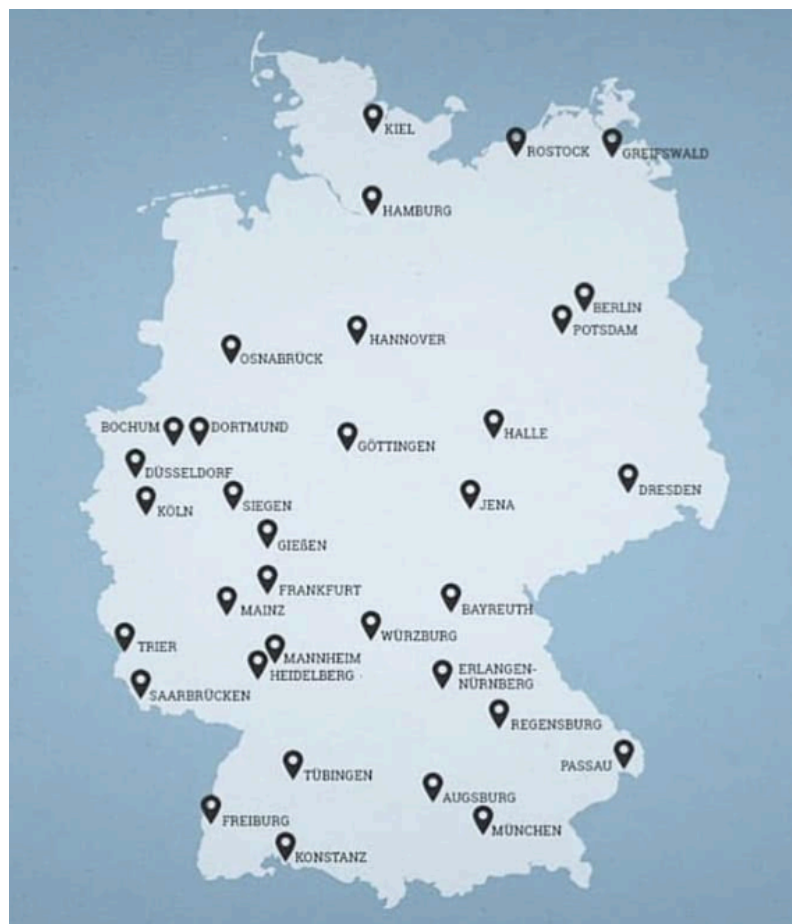 KIEL
ROSTOCK
GREIFSWALD
HAMBURG
BERLIN
POTSDAM
HANNOVER
OSNABRÜCK
BOCHUM
DORTMUND
HALLE
GÖTTINGEN
DÜSSELDORF
DRESDEN
KÖLN
SIEGEN
JENA
GIEßEN
FRANKFURT
MAINZ
BAYREUTH
WÜRZBURG
TRIER
MANNHEIM
HEIDELBERG
ERLANGEN-
NÜRNBERG
SAARBRÜCKEN
REGENSBURG
PASSAU
TÜBINGEN
AUGSBURG
FREIBURG
MÜNCHEN
KONSTANZ